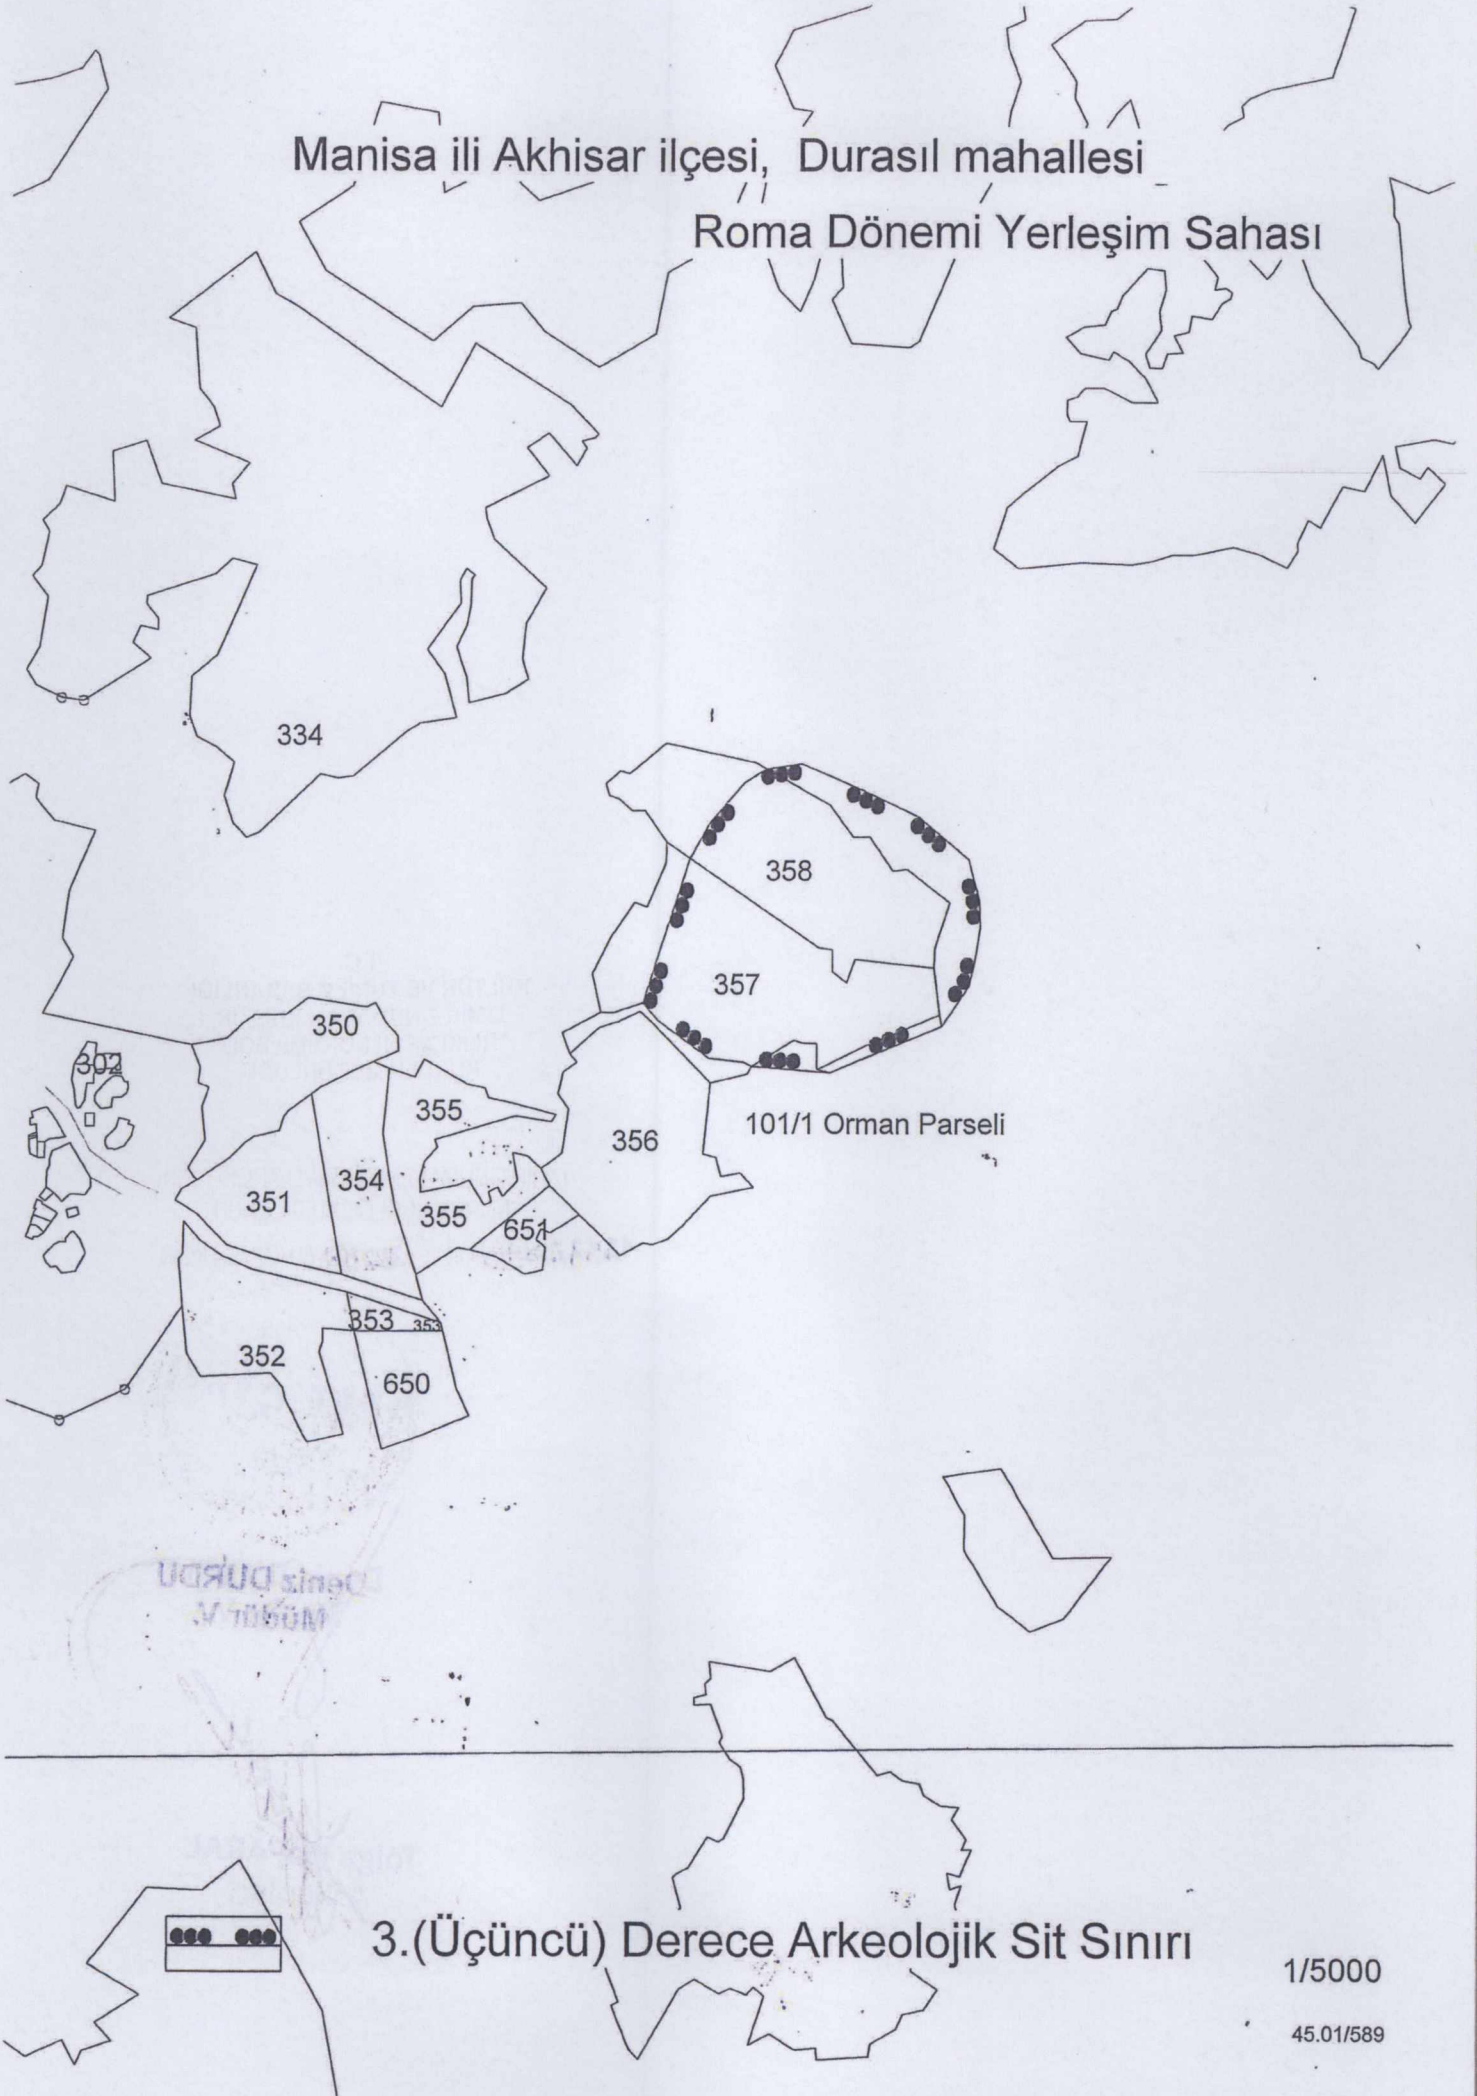 Manisa ili Akhisar ilçesi, Durasıl mahallesi
Roma Dönemi Yerleşim Sahası
334
358
357
350
302
355
356
101/1 Orman Parseli
354
351
355
651
353
353
352
650
Deniz DURDU
Müdür V.
3.(Üçüncü) Derece Arkeolojik Sit Sınırı
1/5000
45.01/589